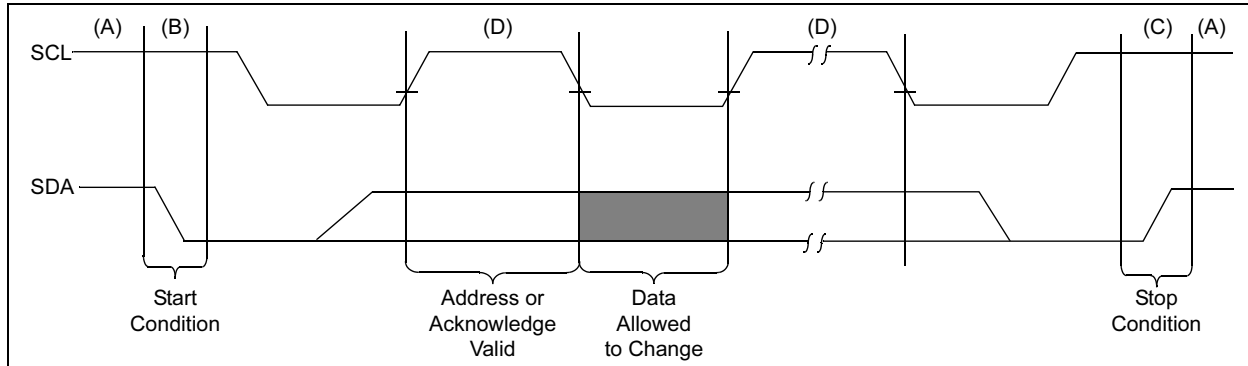 (A) (B) (D) (D) (C) (A)
SCL
SDA
Start
Condition
Address or
Acknowledge
Valid
Data
Allowed
to Change
Stop
Condition